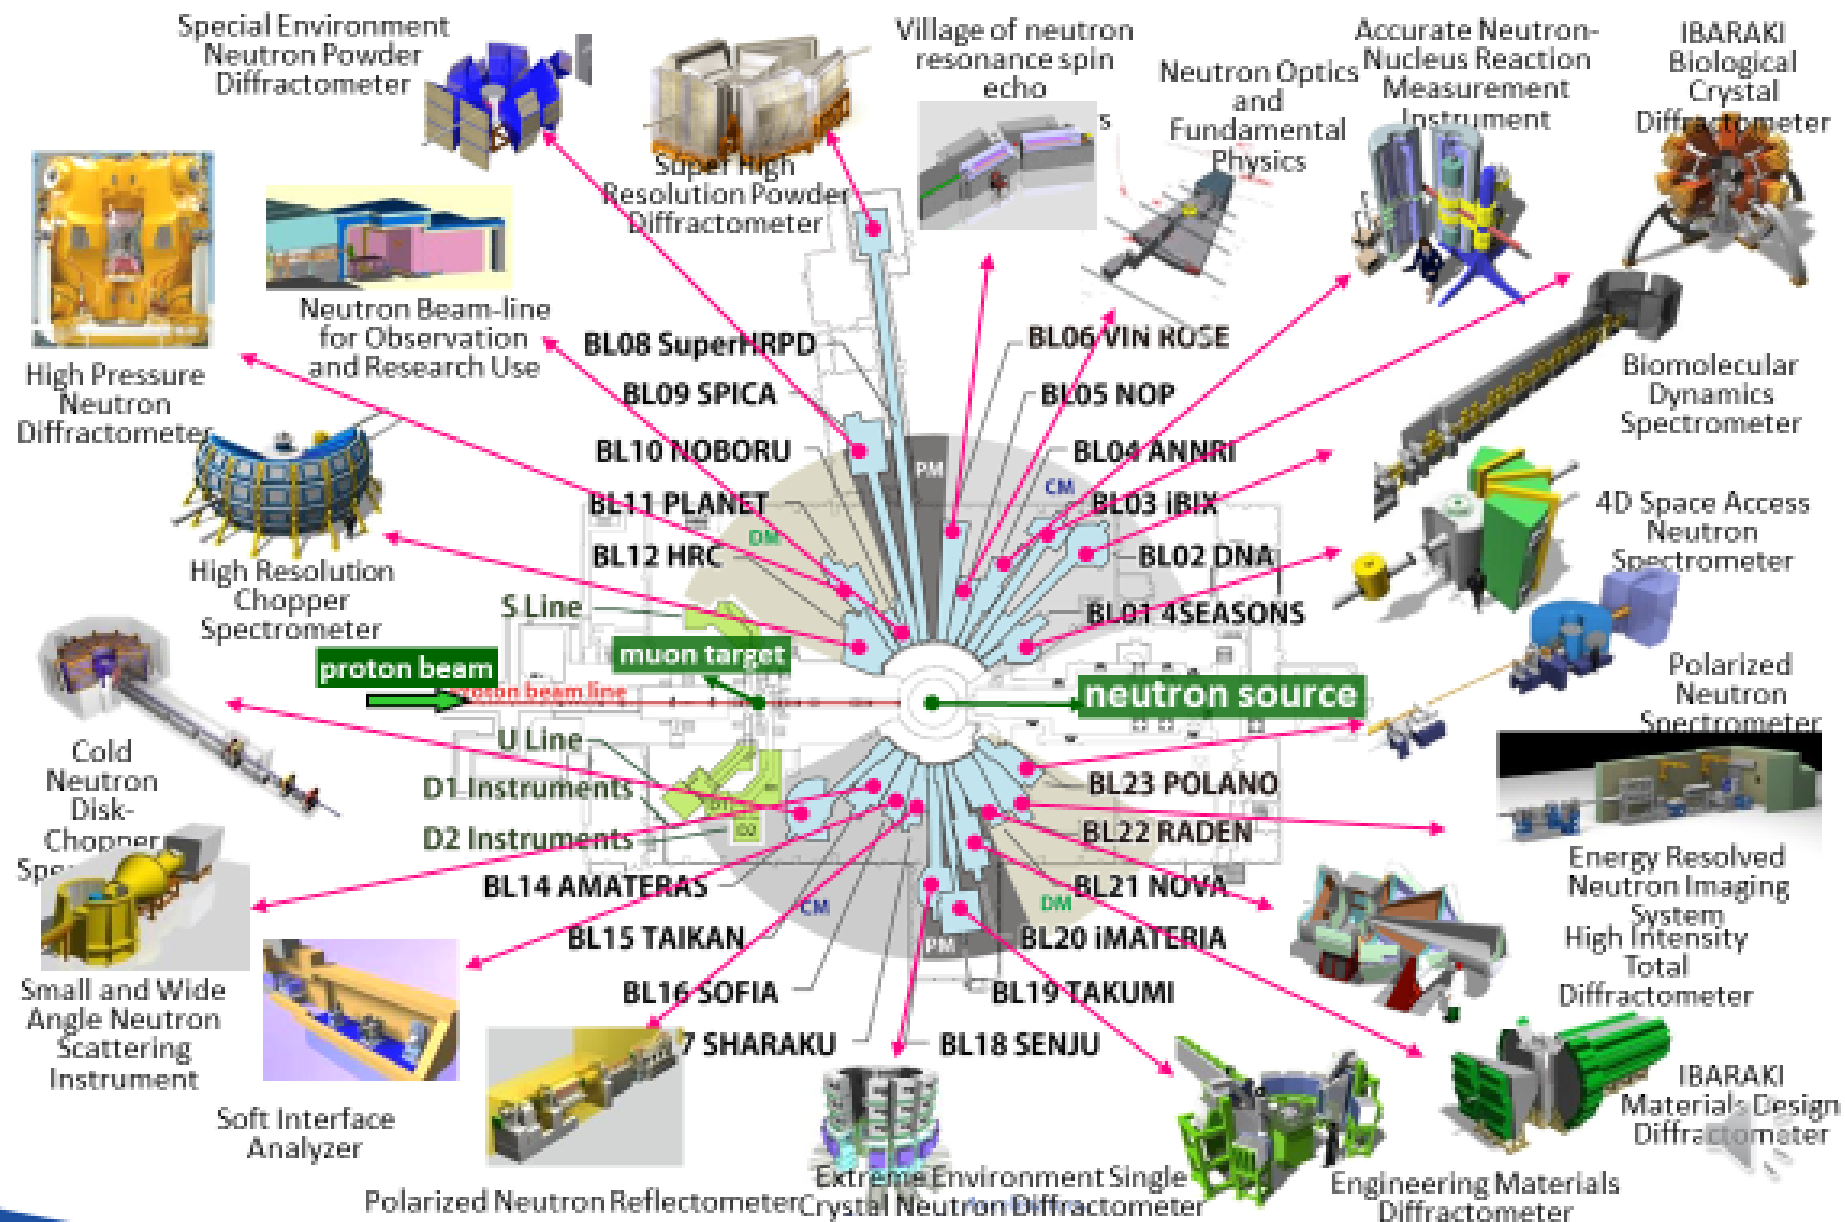 Special Environment
Neutron Powder
Diffractometer
Super High
Resolution Powder
Diffractometer
Village of neutron
resonance spin
echo
s
Neutron Optics
and
Fundamental
Physics
Accurate Neutron-
Nucleus Reaction
Measurement
Instrument
IBARAKI
Biological
Crystal
Diffractometer
Neutron Beam-line
for Observation
and Research Use
High Pressure
Neutron
Diffractometer
BL08 SuperHRPD
BL09 SPICA
BL10 NOBORU
BL11 PLANET
BL12 HRC
BL06 VIN ROSE
BL05 NOP
BL04 ANNRI
BL03 iBIX
BL02 DNA
BL01 4SEASONS
PM
CM
DM
Biomolecular
Dynamics
Spectrometer
4D Space Access
Neutron
Spectrometer
High Resolution
Chopper
Spectrometer
S Line
muon target
proton beam
proton beam line
neutron source
Polarized
Neutron
Spectrometer
U Line
D1 Instruments
D2 Instruments
D1
D2
Cold
Neutron
Disk-
Chopper
Spe
BL23 POLANO
BL22 RADEN
BL21 NOVA
BL20 iMATERIA
BL19 TAKUMI
BL18 SENJU
BL14 AMATERAS
BL15 TAIKAN
BL16 SOFIA
7 SHARAKU
CM
PM
DM
Energy Resolved
Neutron Imaging
System
High Intensity
Total
Diffractometer
Small and Wide
Angle Neutron
Scattering
Instrument
Soft Interface
Analyzer
Polarized Neutron Reflectometer
Extreme Environment Single
Crystal Neutron Diffractometer
Engineering Materials
Diffractometer
IBARAKI
Materials Design
Diffractometer